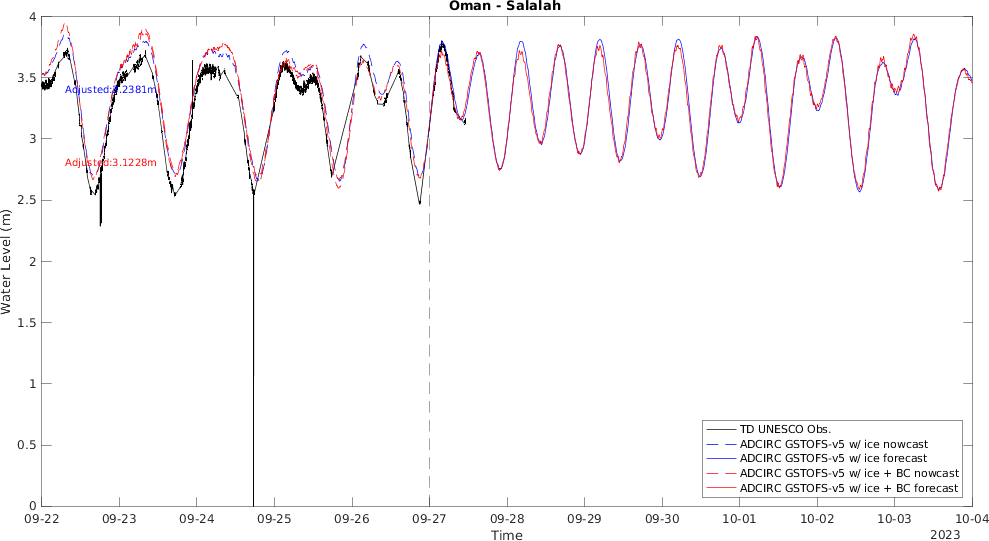 Oman - Salalah
4
3.5
3
2.5
2
1.5
1
0.5
0
Water Level (m)
Adjusted:3.2381m
Adjusted:3.1228m
TD UNESCO Obs.
ADCIRC GSTOFS-v5 w/ ice nowcast
ADCIRC GSTOFS-v5 w/ ice forecast
ADCIRC GSTOFS-v5 w/ ice + BC nowcast
ADCIRC GSTOFS-v5 w/ ice + BC forecast
09-22 09-23 09-24 09-25 09-26 09-27 09-28 09-29 09-30 10-01 10-02 10-03 10-04
Time
2023